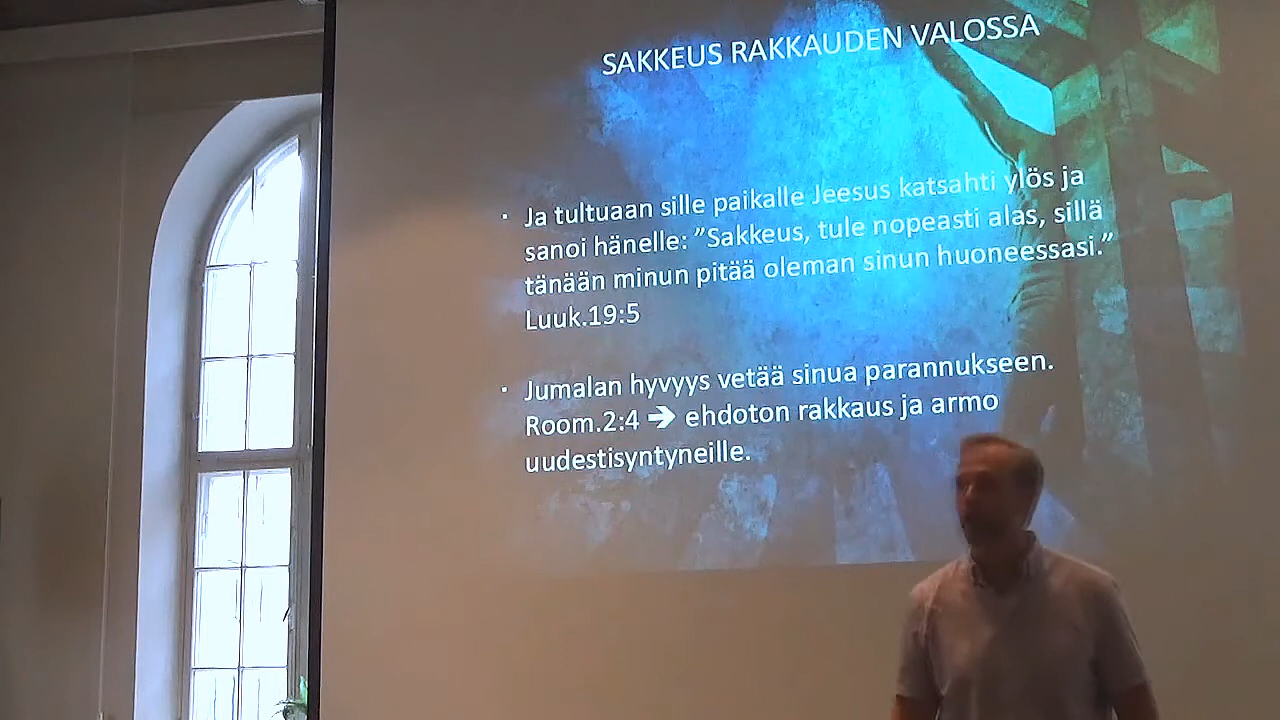 SAKKEUS RAKKAUDEN VALOSSA
· Ja tultuaan sille paikalle Jeesus katsahti ylös ja
sanoi hänelle: ”Sakkeus, tule nopeasti alas, sillä
tänään minun pitää oleman sinun huoneessasi.”
Luuk.19:5
· Jumalan hyvyys vetää sinua parannukseen.
Room.2:4 → ehdoton rakkaus ja armo
uudestisyntyneille.